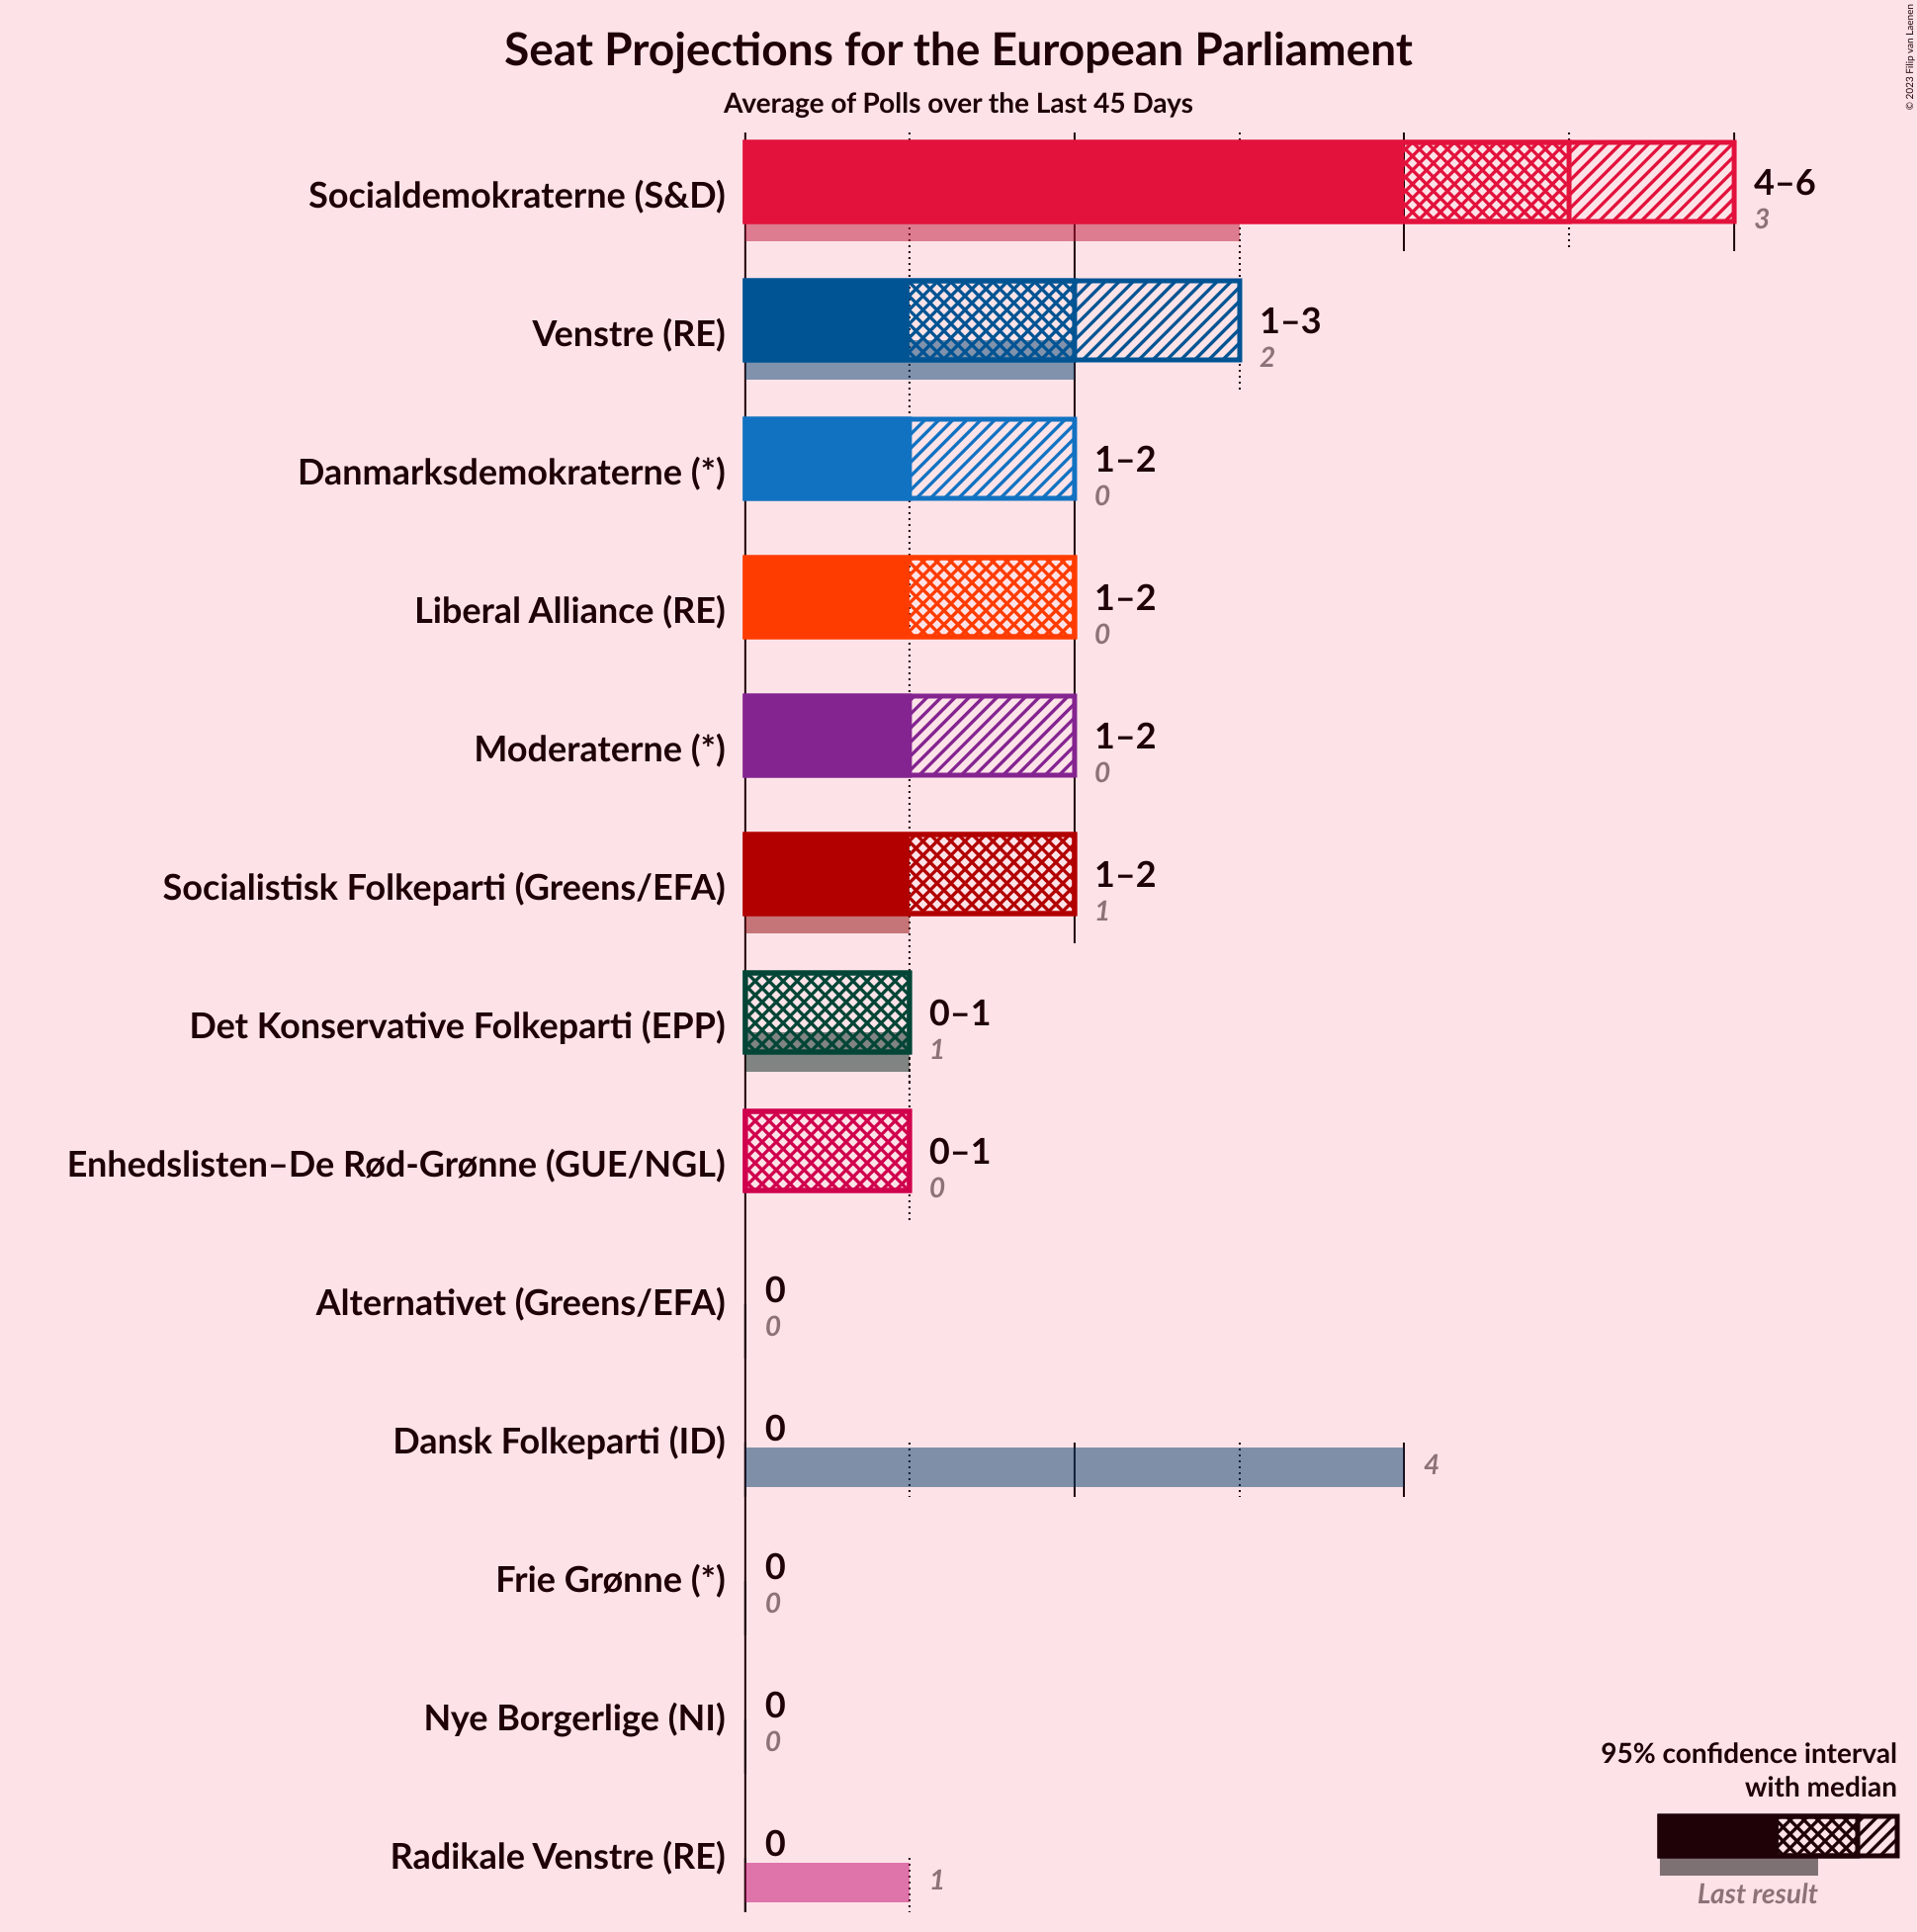 Seat Projections for the European Parliament
Average of Polls over the Last 45 Days
© 2023 Filip van Laenen
Socialdemokraterne (S&D)
4–6
3
Venstre (RE)
1–3
2
Danmarksdemokraterne (*)
1–2
0
Liberal Alliance (RE)
1–2
0
Moderaterne (*)
1–2
0
Socialistisk Folkeparti (Greens/EFA)
1–2
1
Det Konservative Folkeparti (EPP)
0–1
1
Enhedslisten–De Rød-Grønne (GUE/NGL)
0–1
0
Alternativet (Greens/EFA)
0
0
Dansk Folkeparti (ID)
0
4
Frie Grønne (*)
0
0
Nye Borgerlige (NI)
0
0
Radikale Venstre (RE)
0
1
95% confidence interval
with median
Last result